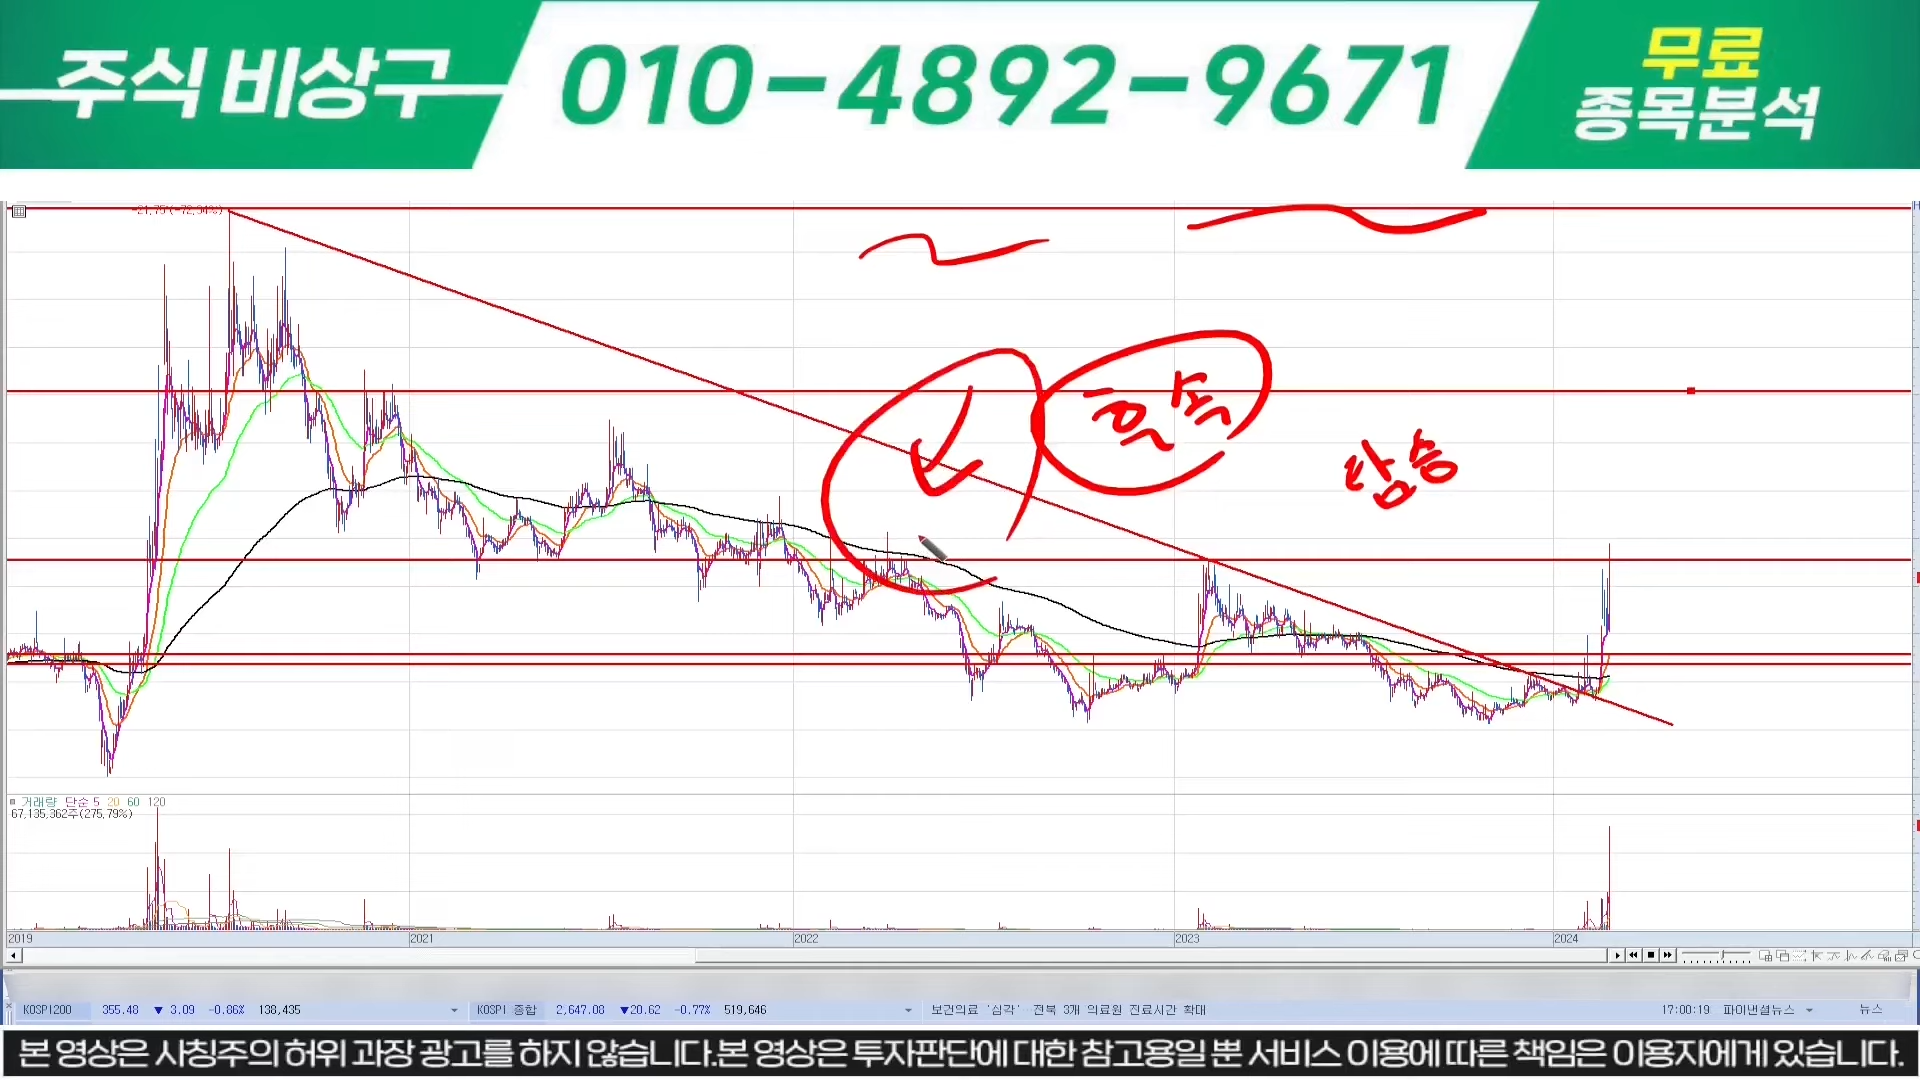 주식 비상구
010-4892-9671
무료
종목분석
-21.75(-72.94%)
후속
탑승
거래량 단순 5 20 60 120
67,135,362주(275,79%)
2019 2021 2022 2023 2024
KOSPI200 355.48 ▼ 3.09 -0.86% 138,435 KOSPI 종합 2,647.08 ▼20.62 -0.77% 519,646 보건의료 '심각' 전북 3개 의료원 진료시간 확대 17:00:19 파이낸셜뉴스 뉴스
본 영상은 사칭주의 허위 과장 광고를 하지 않습니다.본 영상은 투자판단에 대한 참고용일 뿐 서비스 이용에 따른 책임은 이용자에게 있습니다.